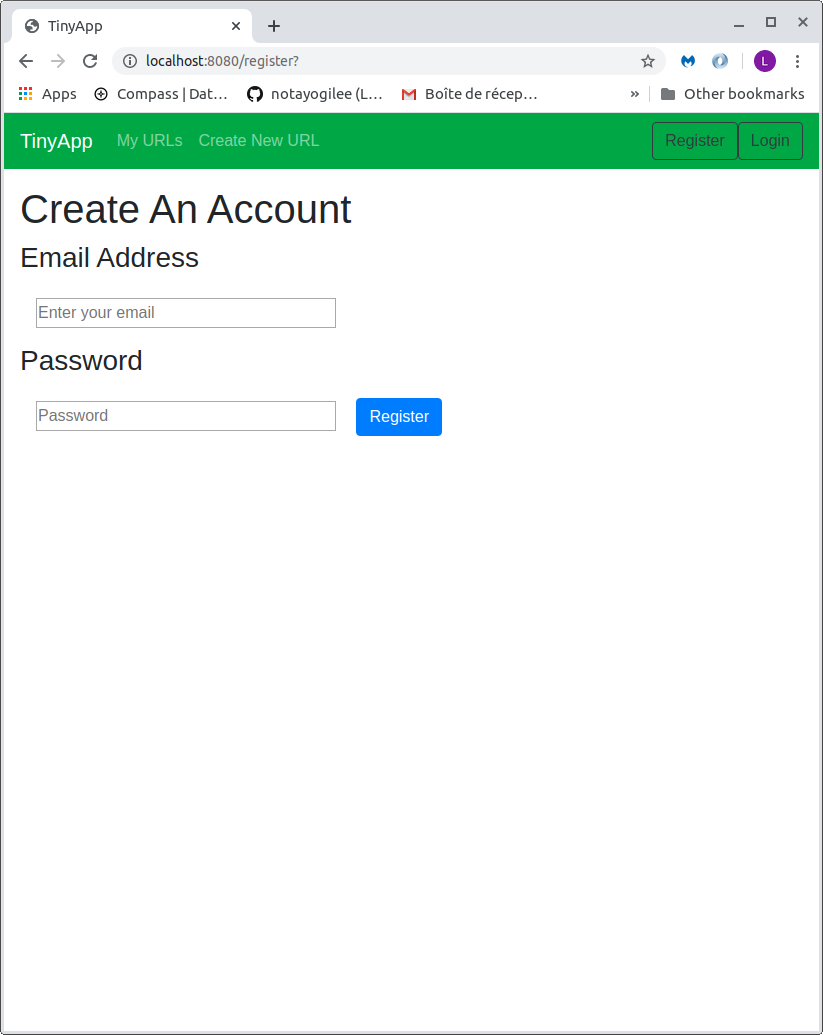 TinyApp
localhost:8080/register?
L
Apps Compass | Dat... notayogilee (L... Boîte de récep... » Other bookmarks
TinyApp My URLs Create New URL Register Login
Create An Account
Email Address
Enter your email
Password
Password Register